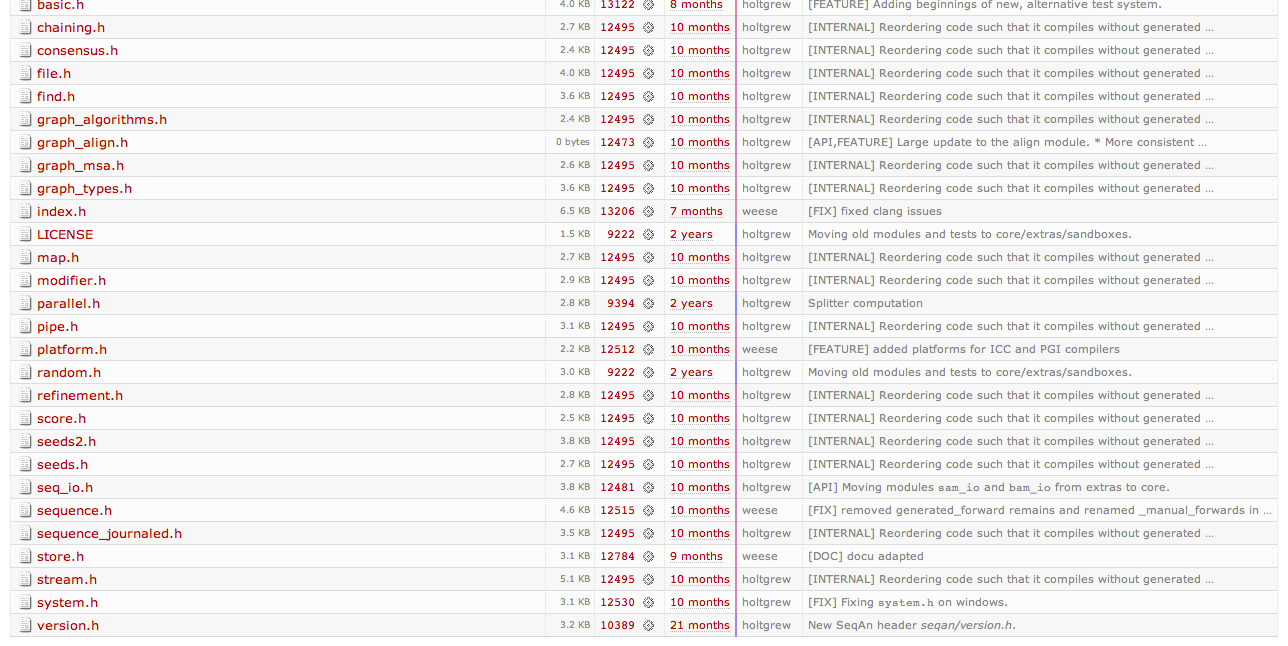 basic.h 4.0 KB 13122 8 months holtgrew [FEATURE] Adding beginnings of new, alternative test system.
chaining.h 2.7 KB 12495 10 months holtgrew [INTERNAL] Reordering code such that it compiles without generated ...
consensus.h 2.4 KB 12495 10 months holtgrew [INTERNAL] Reordering code such that it compiles without generated ...
file.h 4.0 KB 12495 10 months holtgrew [INTERNAL] Reordering code such that it compiles without generated ...
find.h 3.6 KB 12495 10 months holtgrew [INTERNAL] Reordering code such that it compiles without generated ...
graph_algorithms.h 2.4 KB 12495 10 months holtgrew [INTERNAL] Reordering code such that it compiles without generated ...
graph_align.h 0 bytes 12473 10 months holtgrew [API,FEATURE] Large update to the align module. * More consistent ...
graph_msa.h 2.6 KB 12495 10 months holtgrew [INTERNAL] Reordering code such that it compiles without generated ...
graph_types.h 3.6 KB 12495 10 months holtgrew [INTERNAL] Reordering code such that it compiles without generated ...
index.h 6.5 KB 13206 7 months weese [FIX] fixed clang issues
LICENSE 1.5 KB 9222 2 years holtgrew Moving old modules and tests to core/extras/sandboxes.
map.h 2.7 KB 12495 10 months holtgrew [INTERNAL] Reordering code such that it compiles without generated ...
modifier.h 2.9 KB 12495 10 months holtgrew [INTERNAL] Reordering code such that it compiles without generated ...
parallel.h 2.8 KB 9394 2 years holtgrew Splitter computation
pipe.h 3.1 KB 12495 10 months holtgrew [INTERNAL] Reordering code such that it compiles without generated ...
platform.h 2.2 KB 12512 10 months weese [FEATURE] added platforms for ICC and PGI compilers
random.h 3.0 KB 9222 2 years holtgrew Moving old modules and tests to core/extras/sandboxes.
refinement.h 2.8 KB 12495 10 months holtgrew [INTERNAL] Reordering code such that it compiles without generated ...
score.h 2.5 KB 12495 10 months holtgrew [INTERNAL] Reordering code such that it compiles without generated ...
seeds2.h 3.8 KB 12495 10 months holtgrew [INTERNAL] Reordering code such that it compiles without generated ...
seeds.h 2.7 KB 12495 10 months holtgrew [INTERNAL] Reordering code such that it compiles without generated ...
seq_io.h 3.8 KB 12481 10 months holtgrew [API] Moving modules sam_io and bam_io from extras to core.
sequence.h 4.6 KB 12515 10 months weese [FIX] removed generated_forward remains and renamed _manual_forwards in ...
sequence_journaled.h 3.5 KB 12495 10 months holtgrew [INTERNAL] Reordering code such that it compiles without generated ...
store.h 3.1 KB 12784 9 months weese [DOC] docu adapted
stream.h 5.1 KB 12495 10 months holtgrew [INTERNAL] Reordering code such that it compiles without generated ...
system.h 3.1 KB 12530 10 months holtgrew [FIX] Fixing system.h on windows.
version.h 3.2 KB 10389 21 months holtgrew New SeqAn header seqan/version.h.